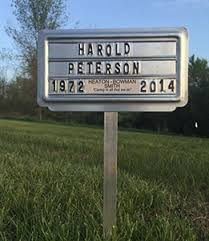 HAROLD
PETERSON
1972 HEATON-BOWMAN 2014
SMITH